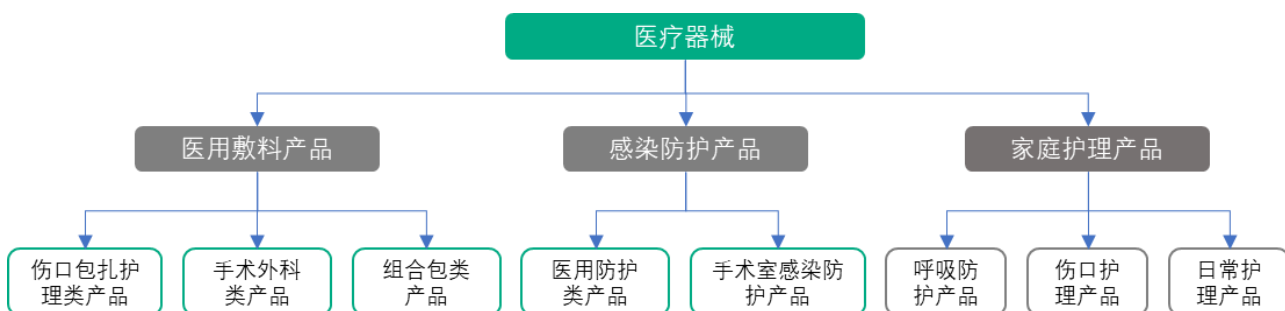 医疗器械
医用敷料产品
感染防护产品
家庭护理产品
伤口包扎护
理类产品
手术外科
类产品
组合包类
产品
医用防护
类产品
手术室感染防
护产品
呼吸防
护产品
伤口护
理产品
日常护
理产品